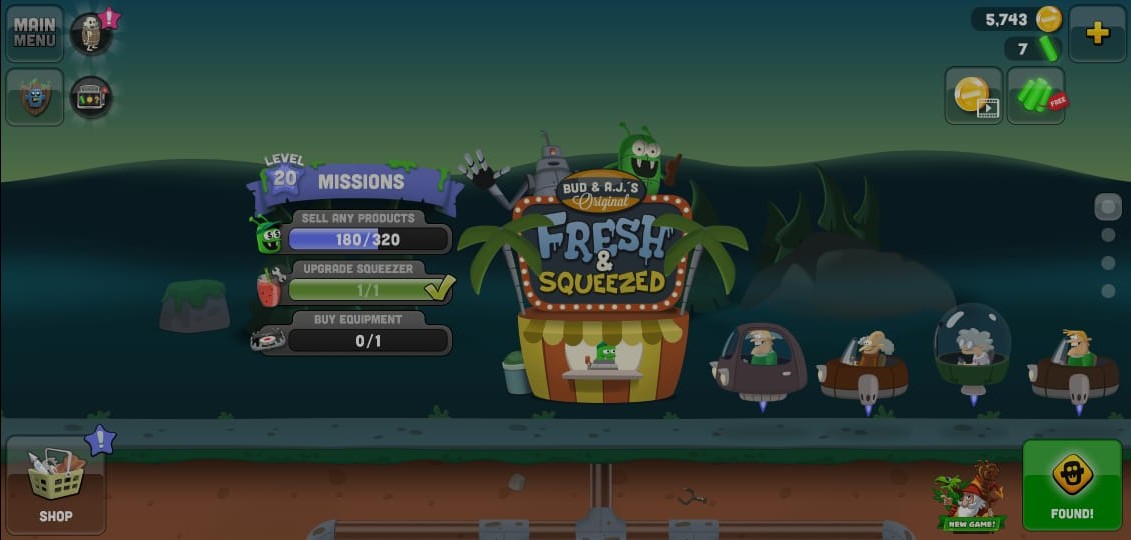 MAIN
MENU
5,743
7
FREE
LEVEL
20
MISSIONS
SELL ANY PRODUCTS
180/320
UPGRADE SQUEEZER
1/1
BUY EQUIPMENT
0/1
BUD & A.J.'S
Original
FRESH
&
SQUEEZED
SHOP
NEW GAME!
FOUND!